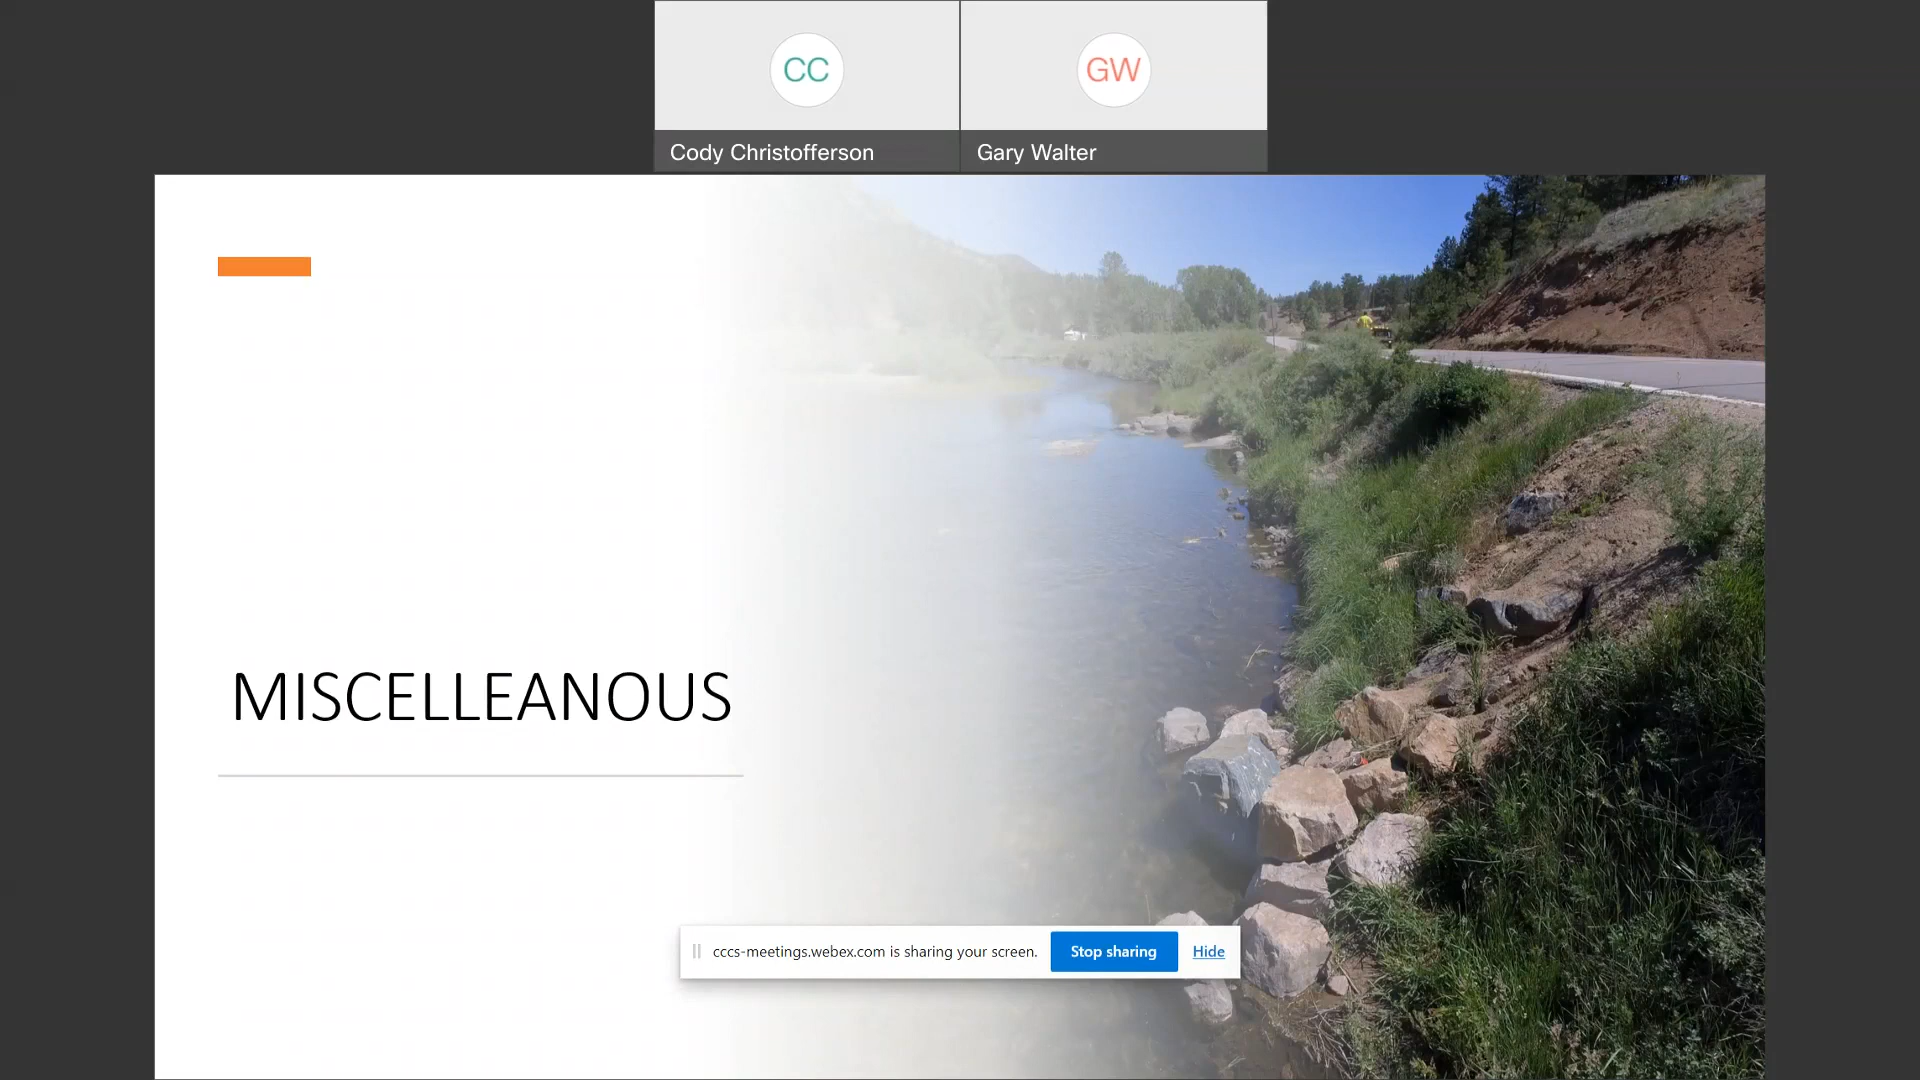 CC
GW
Cody Christofferson
Gary Walter
MISCELLEANOUS
cccs-meetings.webex.com is sharing your screen.
Stop sharing
Hide